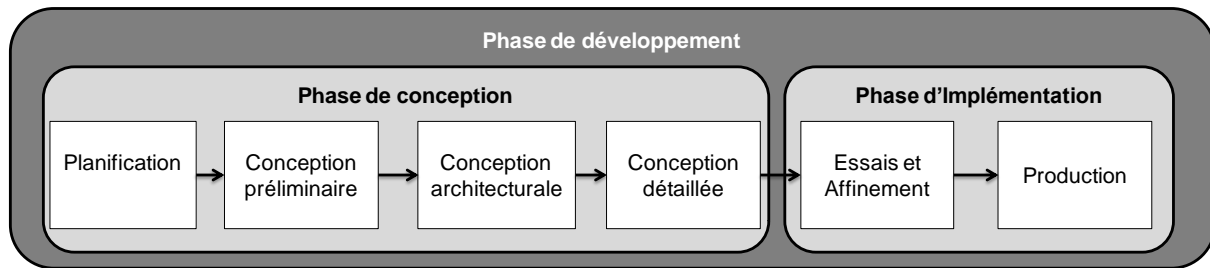 Phase de développement
Phase de conception
Phase d'Implémentation
Planification
Conception
préliminaire
Conception
architecturale
Conception
détaillée
Essais et
Affinement
Production